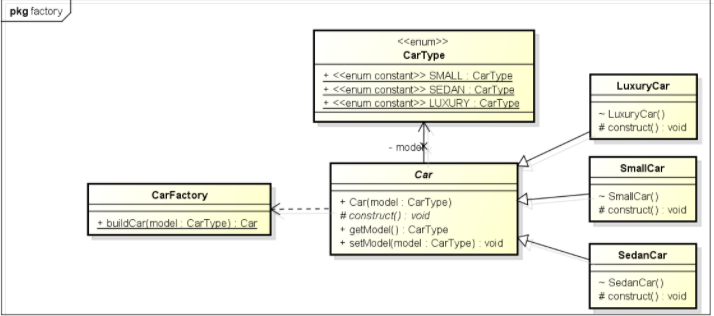 pkg factory
<<enum>>
CarType
+ <<enum constant>> SMALL : CarType
+ <<enum constant>> SEDAN : CarType
+ <<enum constant>> LUXURY : CarType
- model
Car
+ Car(model : CarType)
# construct() : void
+ getModel() : CarType
+ setModel(model : CarType) : void
CarFactory
+ buildCar(model : CarType) : Car
LuxuryCar
~ LuxuryCar()
# construct() : void
SmallCar
~ SmallCar()
# construct() : void
SedanCar
~ SedanCar()
# construct() : void